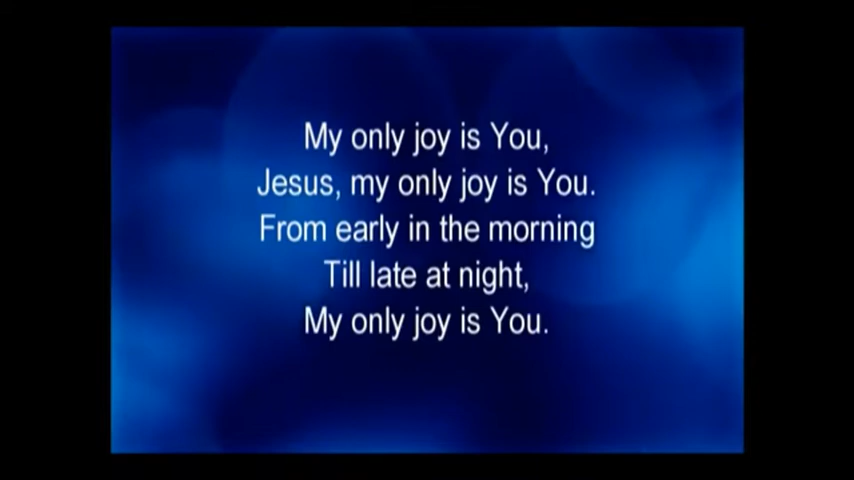 My only joy is You,
Jesus, my only joy is You.
From early in the morning
Till late at night,
My only joy is You.